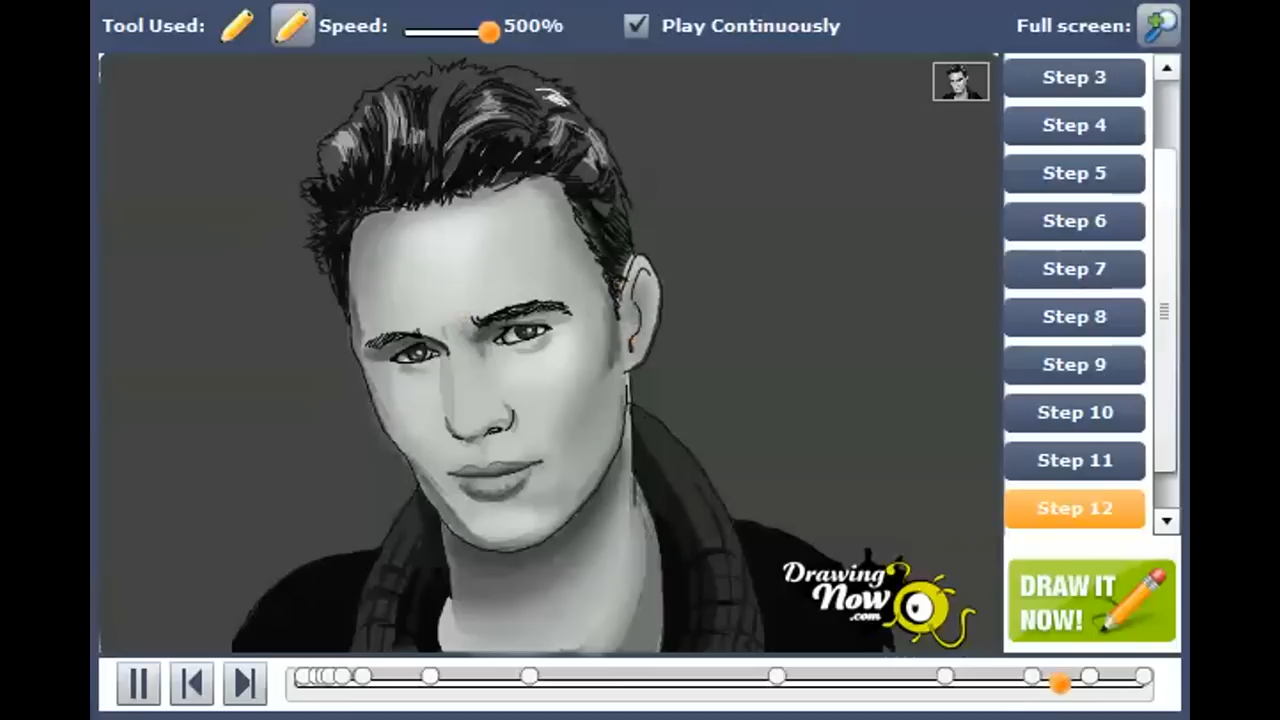 Tool Used:
Speed:
500%
Play Continuously
Full screen:
Step 3
Step 4
Step 5
Step 6
Step 7
Step 8
Step 9
Step 10
Step 11
Step 12
Drawing
Now
.com
DRAW IT
NOW!